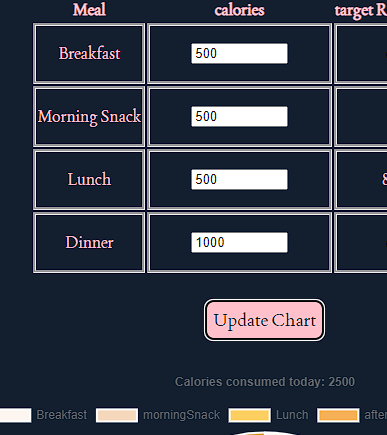 Meal calories target R
Breakfast 500
Morning Snack 500
Lunch 500
Dinner 1000
Update Chart
Calories consumed today: 2500
Breakfast morningSnack Lunch after